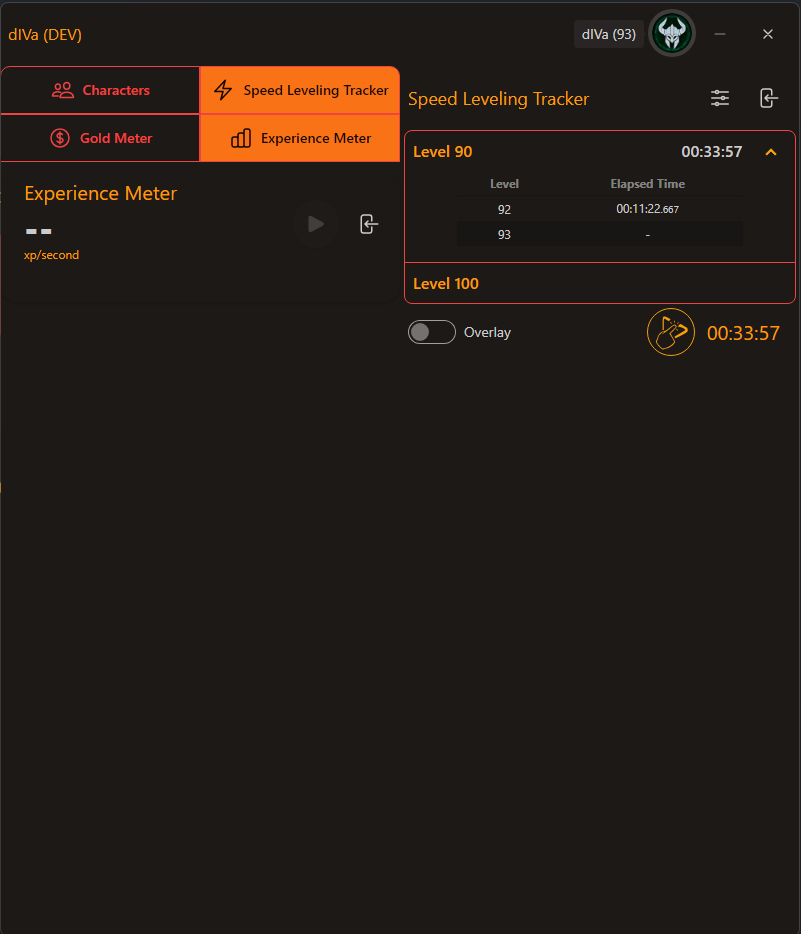 dIVa (DEV)
dIVa (93)
Characters
Speed Leveling Tracker
Gold Meter
Experience Meter
Experience Meter
--
xp/second
Speed Leveling Tracker
Level 90 00:33:57
Level Elapsed Time
92 00:11:22.667
93 -
Level 100
Overlay 00:33:57